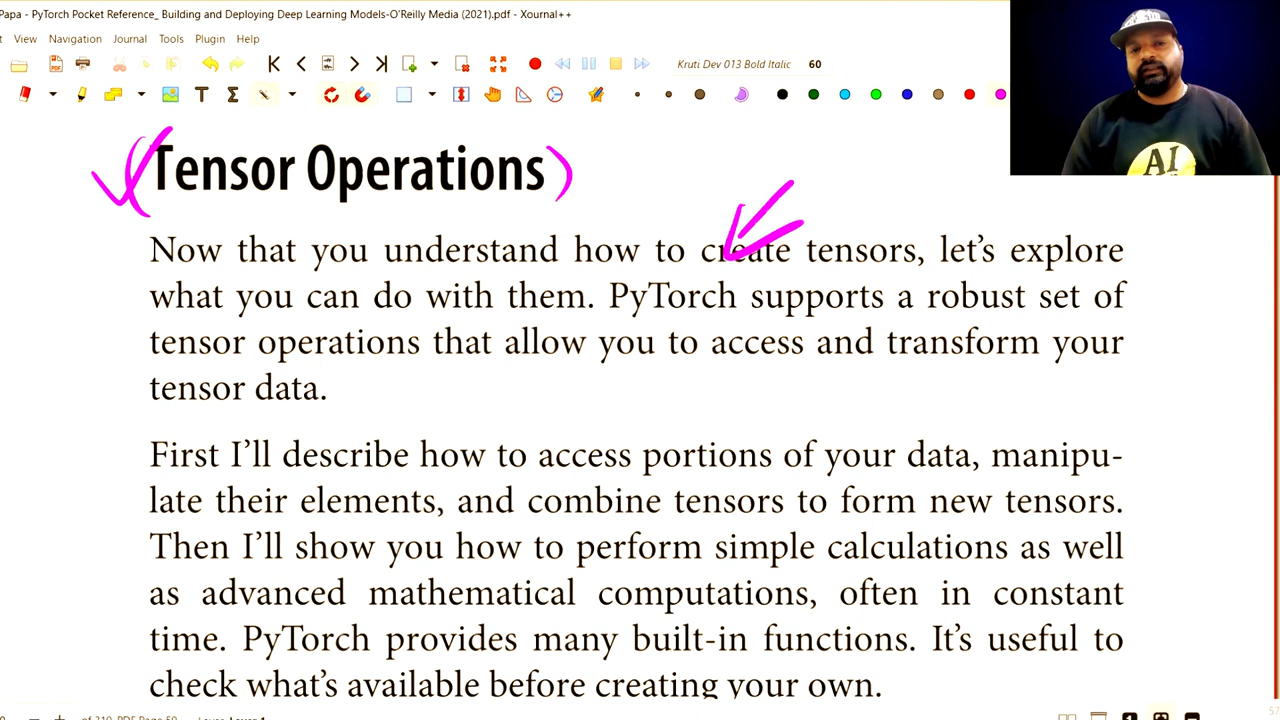 Papa - PyTorch Pocket Reference_ Building and Deploying Deep Learning Models-O'Reilly Media (2021).pdf - Xournal++
View Navigation Journal Tools Plugin Help
Kruti Dev 013 Bold Italic 60
AI
Tensor Operations
Now that you understand how to create tensors, let's explore
what you can do with them. PyTorch supports a robust set of
tensor operations that allow you to access and transform your
tensor data.
First I'll describe how to access portions of your data, manipu-
late their elements, and combine tensors to form new tensors.
Then I'll show you how to perform simple calculations as well
as advanced mathematical computations, often in constant
time. PyTorch provides many built-in functions. It's useful to
check what's available before creating your own.